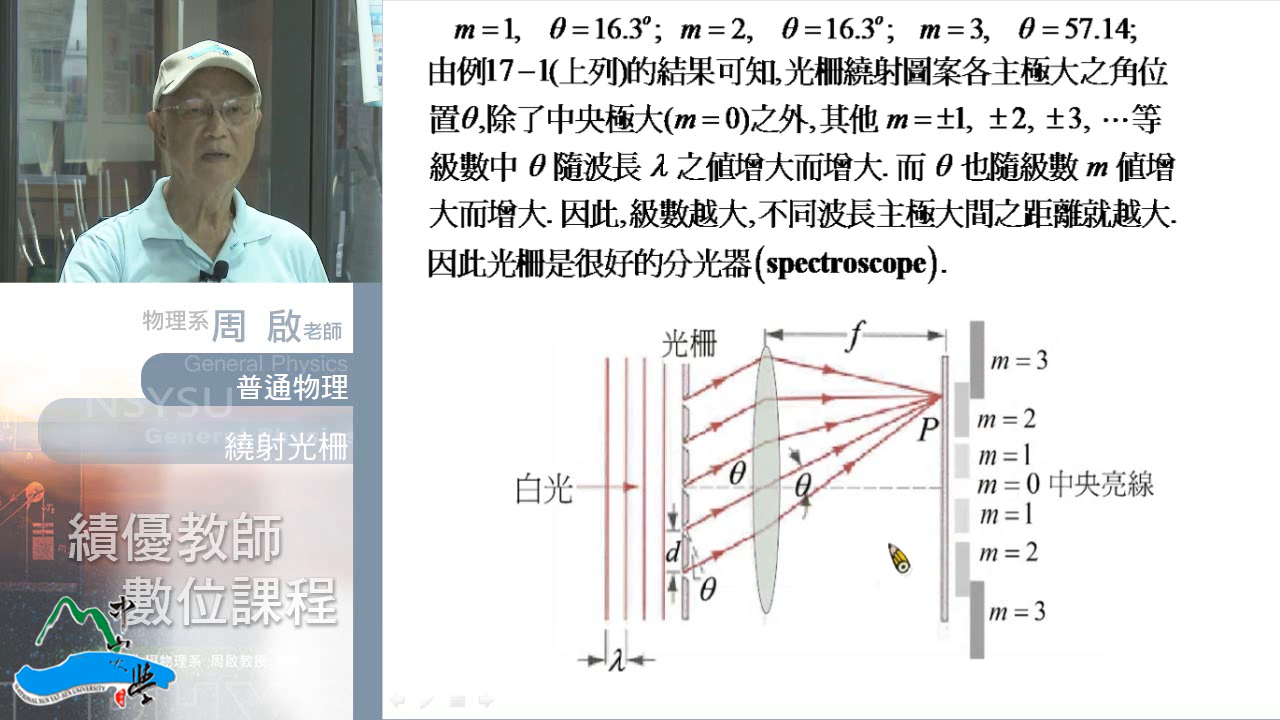 m = 1, θ = 16.3°; m = 2, θ = 16.3°; m = 3, θ = 57.14;
由例17－1(上列)的結果可知,光柵繞射圖案各主極大之角位
置θ,除了中央極大(m = 0)之外, 其他 m = ±1, ±2, ±3, ⋯等
級數中 θ 隨波長 λ 之值增大而增大. 而 θ 也隨級數 m 值增
大而增大. 因此,級數越大,不同波長主極大間之距離就越大.
因此光柵是很好的分光器(spectroscope).
物理系 周 啟 老師
General Physics
普通物理
NSYSU
繞射光柵
績優教師
數位課程
光柵
f
m = 3
m = 2
P
m = 1
白光
θ
θ
m = 0 中央亮線
m = 1
d
m = 2
θ
m = 3
λ